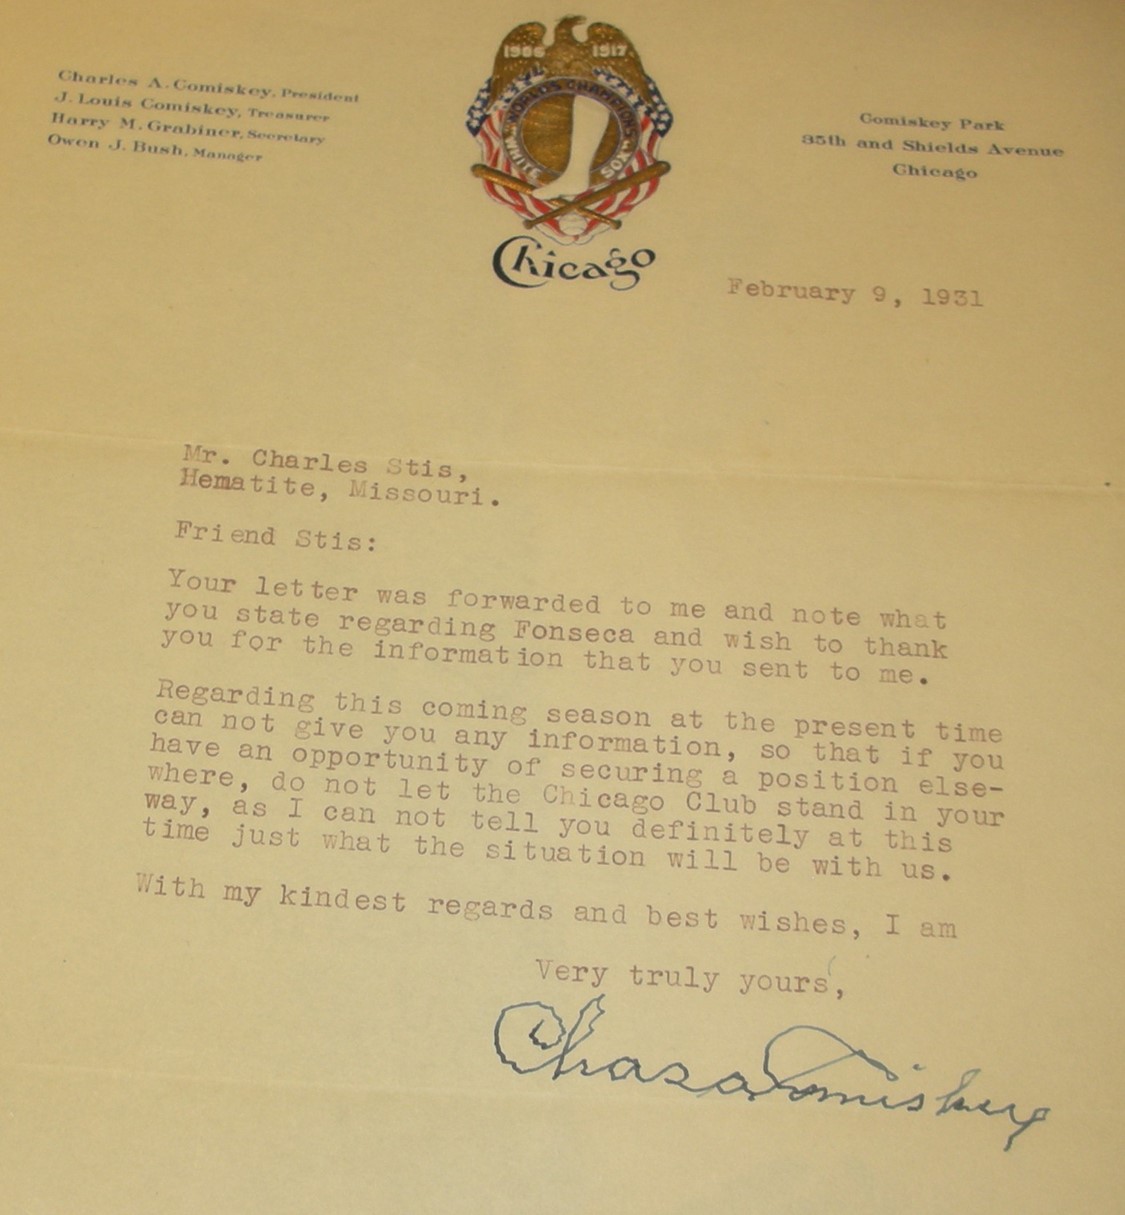 1906 1917
WORLD'S CHAMPIONS
WHITE SOX
Chicago
Charles A. Comiskey, President
J. Louis Comiskey, Treasurer
Harry M. Grabiner, Secretary
Owen J. Bush, Manager
Comiskey Park
35th and Shields Avenue
Chicago
February 9, 1931
Mr. Charles Stis,
Hematite, Missouri.
Friend Stis:
Your letter was forwarded to me and note what
you state regarding Fonseca and wish to thank
you for the information that you sent to me.
Regarding this coming season at the present time
can not give you any information, so that if you
have an opportunity of securing a position else-
where, do not let the Chicago Club stand in your
way, as I can not tell you definitely at this
time just what the situation will be with us.
With my kindest regards and best wishes, I am
Very truly yours,
Chas a Comiskey